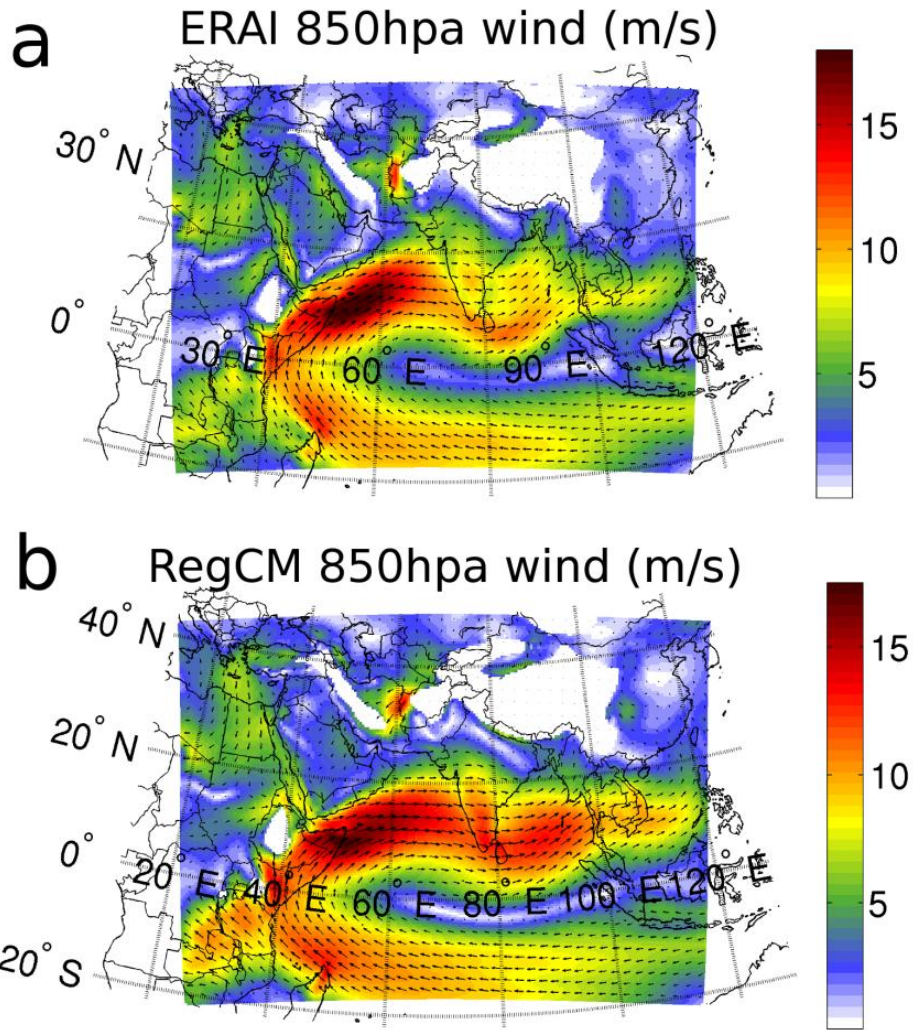 a
ERAI 850hpa wind (m/s)
15
10
5
30° N
0°
30° E
60° E
90° E
120° E
b
RegCM 850hpa wind (m/s)
15
10
5
40° N
20° N
0°
20° S
20° E
40° E
60° E
80° E
100° E
120° E